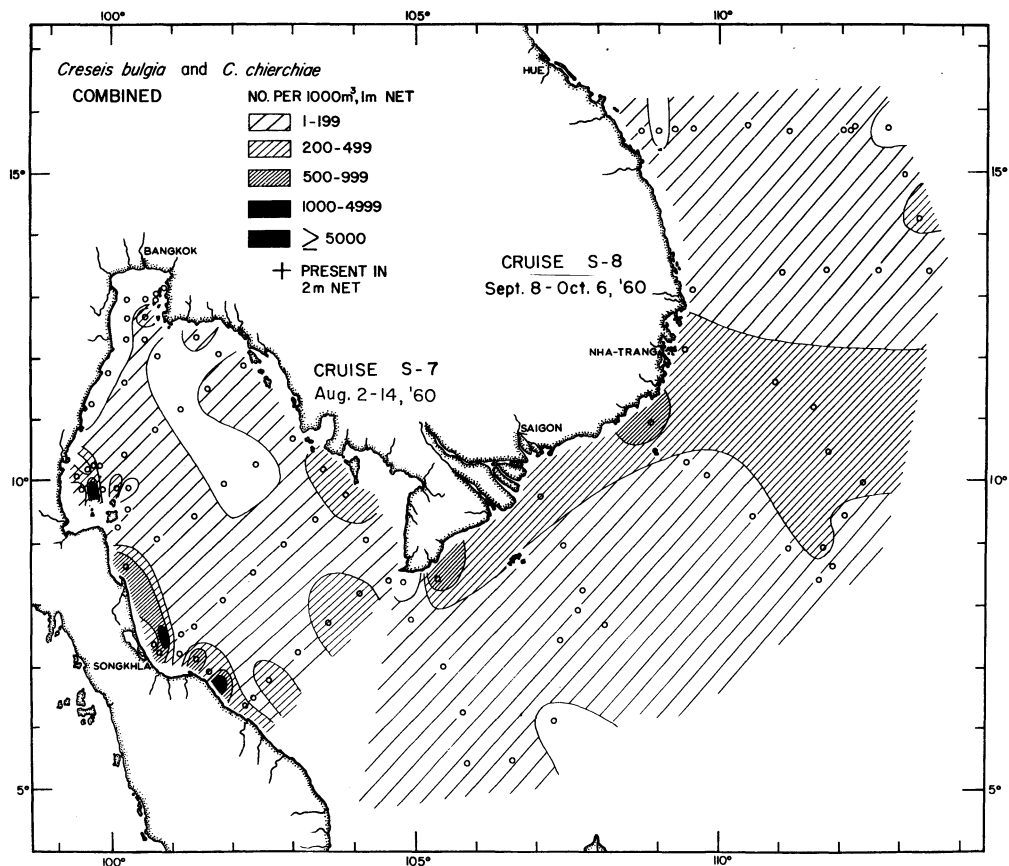 100° 105° 110°
HUE
Creseis bulgia and C. chierchiae
COMBINED
NO. PER 1000m³, 1m NET
1-199
200-499
500-999
1000-4999
≥ 5000
+ PRESENT IN
2m NET
15° 15°
BANGKOK
CRUISE S-8
Sept. 8 - Oct. 6, '60
NHA-TRANG
CRUISE S-7
Aug. 2-14, '60
SAIGON
10° 10°
SONGKHLA
5° 5°
100° 105° 110°